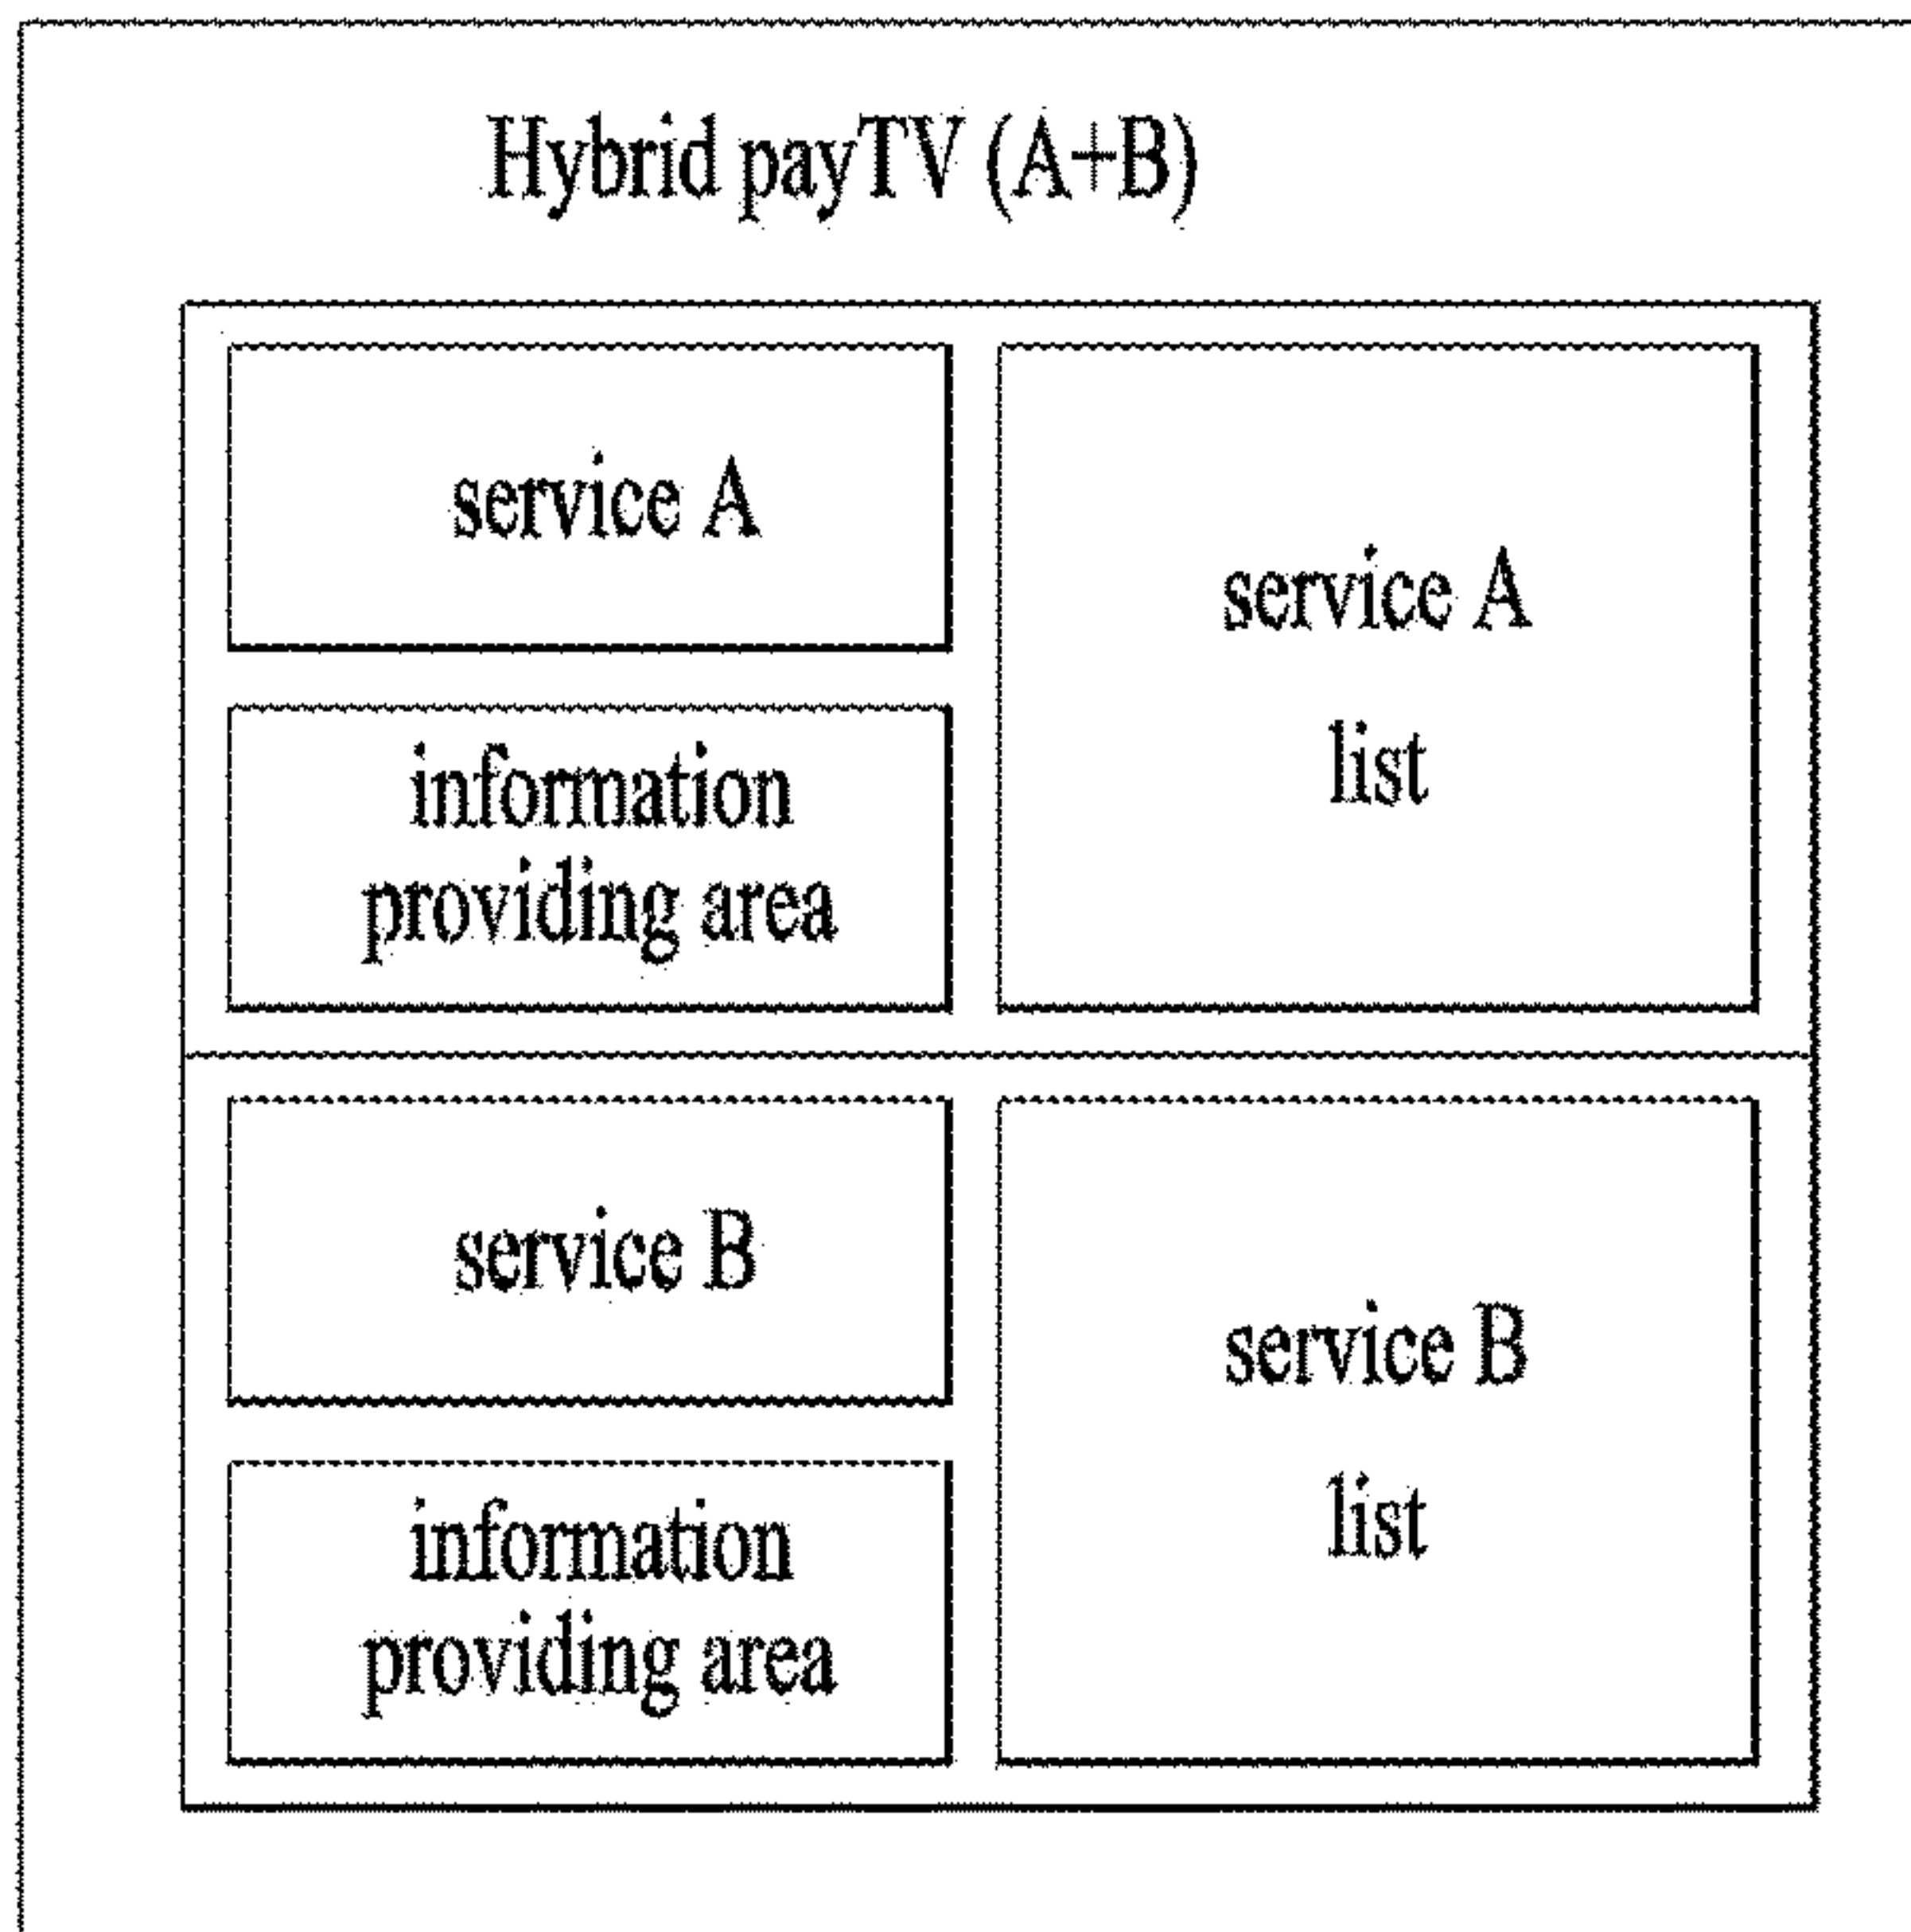 Hybrid payTV (A+B)
service A
information
providing area
service A
list
service B
information
providing area
service B
list